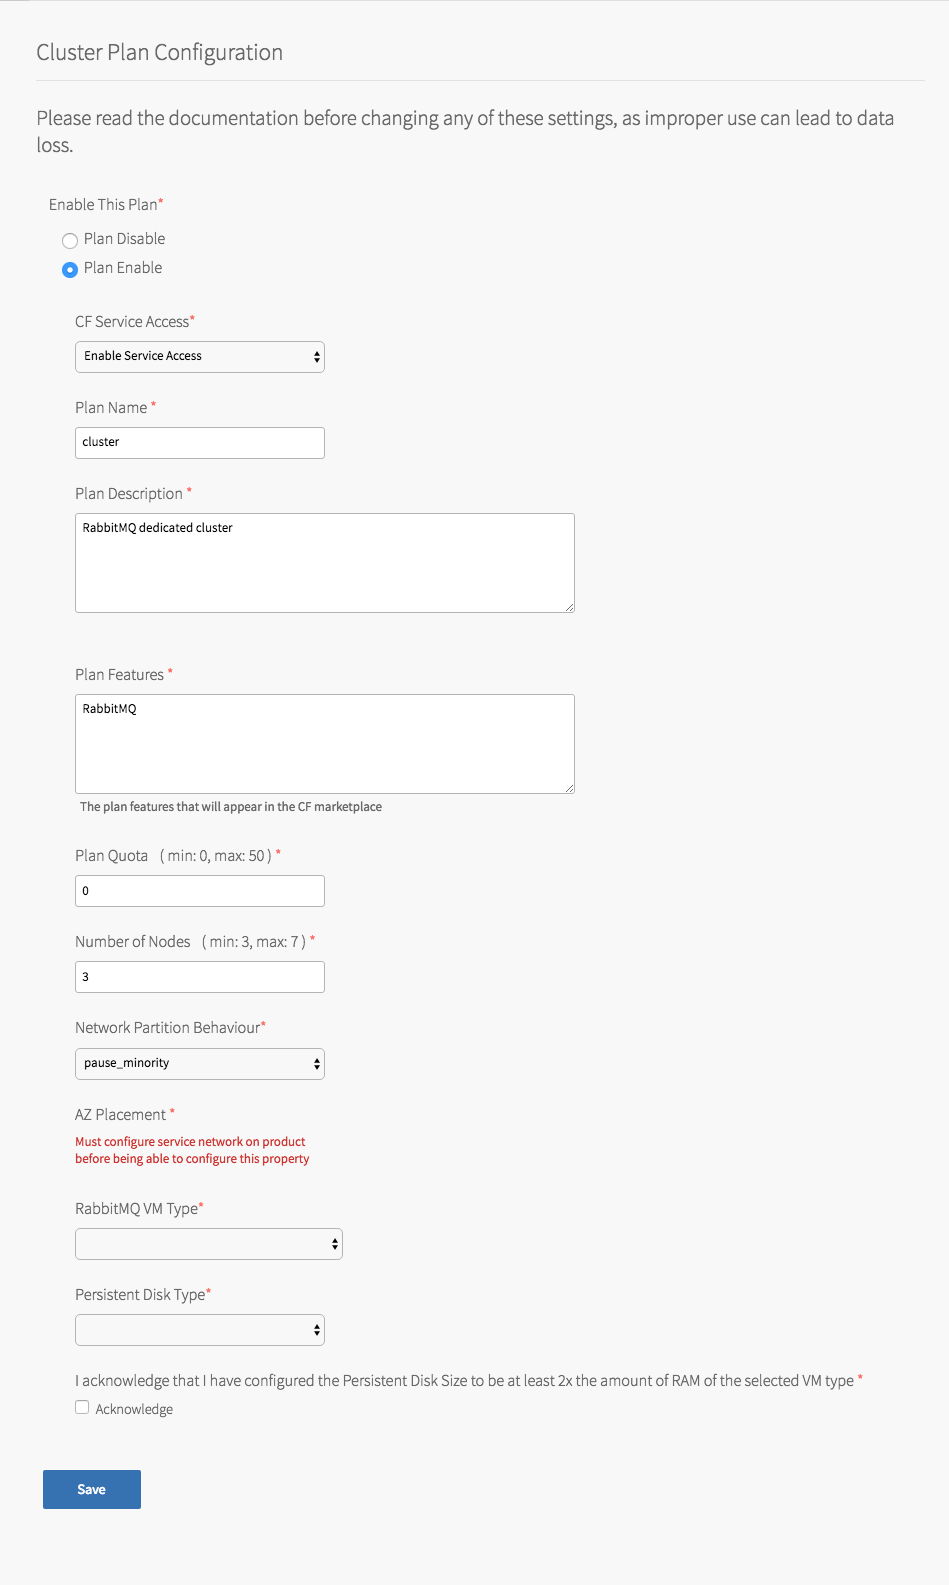 Cluster Plan Configuration
Please read the documentation before changing any of these settings, as improper use can lead to data
loss.
Enable This Plan*
Plan Disable
Plan Enable
CF Service Access*
Enable Service Access
Plan Name *
cluster
Plan Description *
RabbitMQ dedicated cluster
Plan Features *
RabbitMQ
The plan features that will appear in the CF marketplace
Plan Quota ( min: 0, max: 50 ) *
0
Number of Nodes ( min: 3, max: 7 ) *
3
Network Partition Behaviour*
pause_minority
AZ Placement *
Must configure service network on product
before being able to configure this property
RabbitMQ VM Type*
Persistent Disk Type*
I acknowledge that I have configured the Persistent Disk Size to be at least 2x the amount of RAM of the selected VM type *
Acknowledge
Save